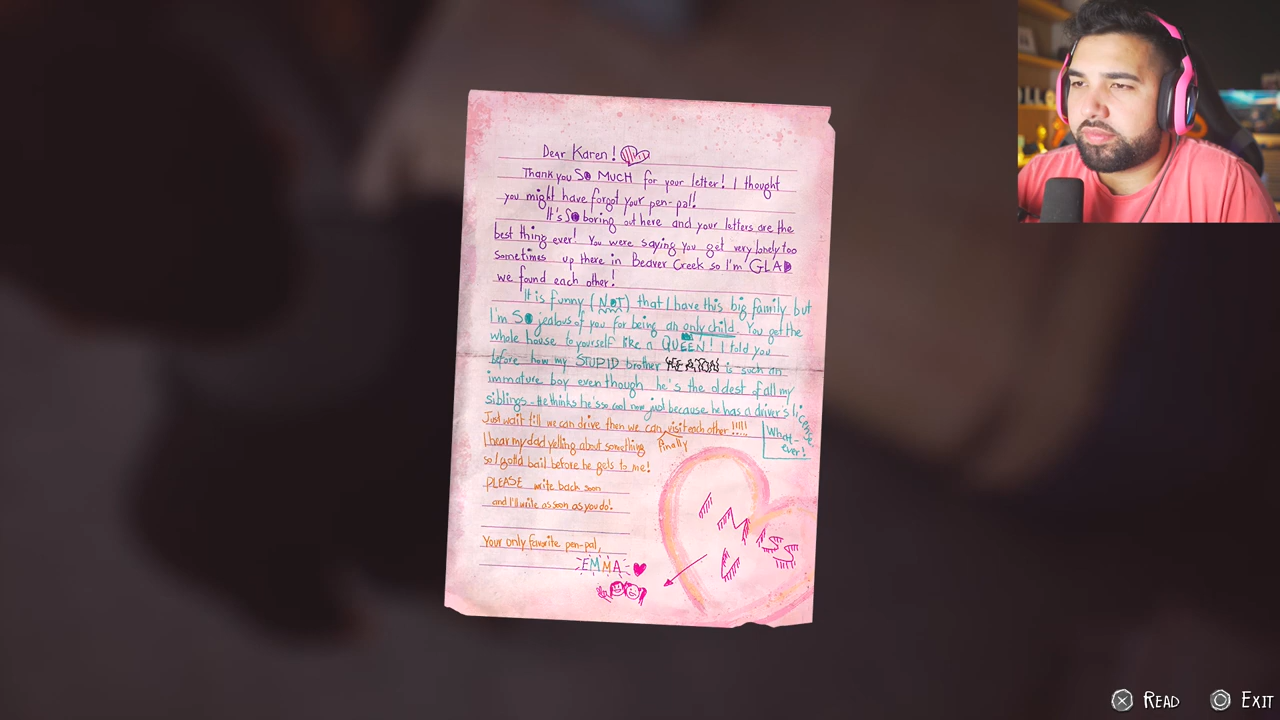 Dear Karen!
Thank you SO MUCH for your letter! I thought
you might have forgot your pen-pal!
It's SO boring out here and your letters are the
best thing ever! You were saying you get very lonely too
sometimes up there in Beaver Creek so I'm GLAD
we found each other!
It is funny (NOT) that I have this big family but
I'm SO jealous of you for being an only child. You get the
whole house to yourself like a QUEEN! I told you
before how my STUPID brother is such an
immature boy even though he's the oldest of all my
siblings. He thinks he's so cool now just because he has a driver's license.
What-
ever!
Just wait till we can drive then we can finally visit each other!!!!!
I hear my dad yelling about something
so I gotta bail before he gets to me!
PLEASE write back soon
and I'll write as soon as you do!
Your only favorite pen-pal,
EMMA
READ
EXIT